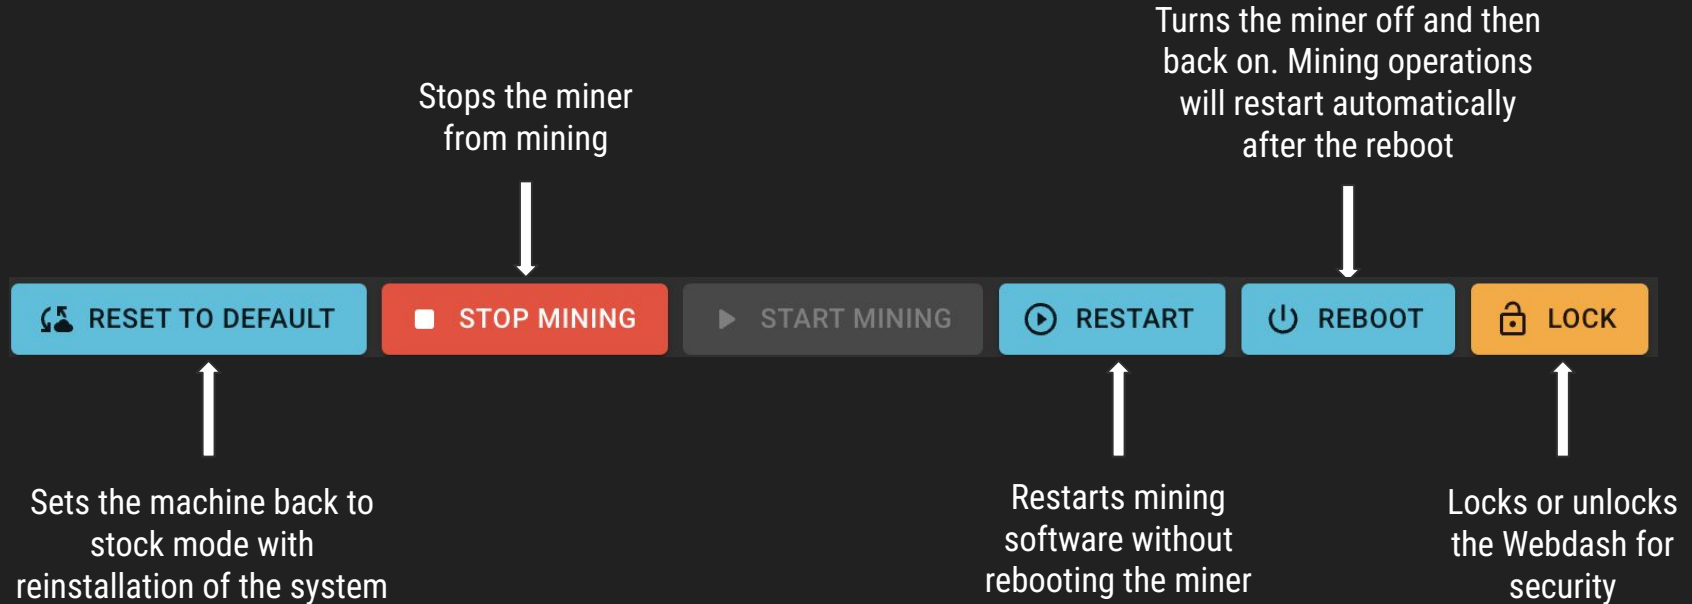 Turns the miner off and then
back on. Mining operations
will restart automatically
after the reboot
Stops the miner
from mining
RESET TO DEFAULT
STOP MINING
START MINING
RESTART
REBOOT
LOCK
Sets the machine back to
stock mode with
reinstallation of the system
Restarts mining
software without
rebooting the miner
Locks or unlocks
the Webdash for
security